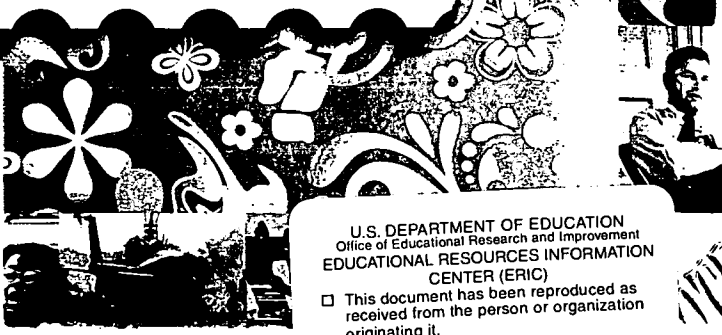 U.S. DEPARTMENT OF EDUCATION
Office of Educational Research and Improvement
EDUCATIONAL RESOURCES INFORMATION
CENTER (ERIC)
☐ This document has been reproduced as
received from the person or organization
originating it.